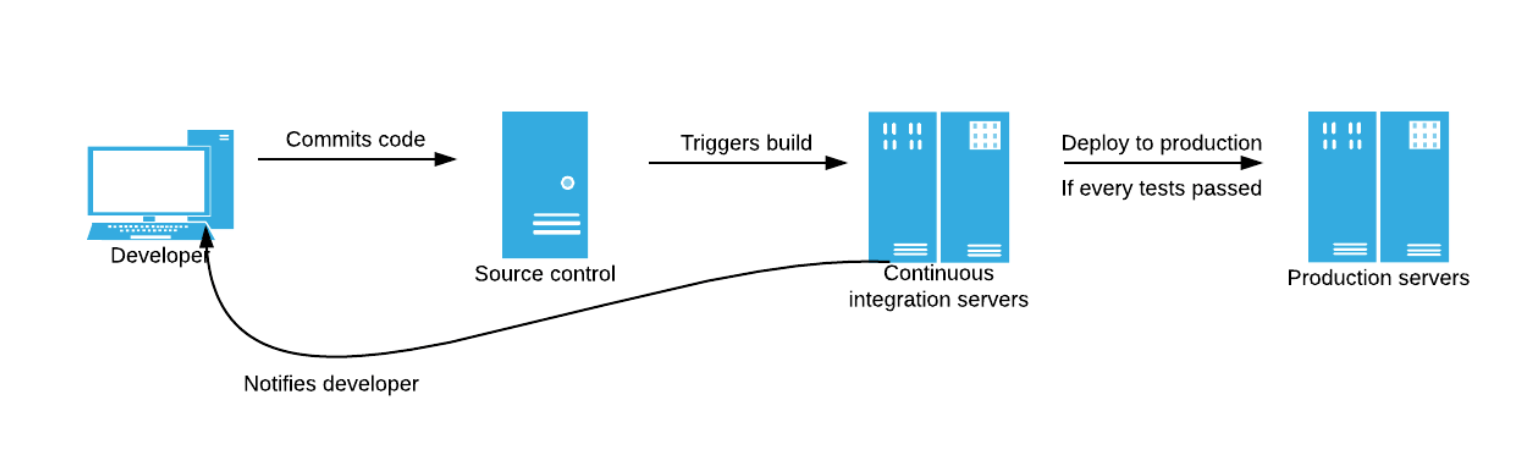 Commits code
Triggers build
Deploy to production
If every tests passed
Developer
Source control
Continuous
integration servers
Production servers
Notifies developer